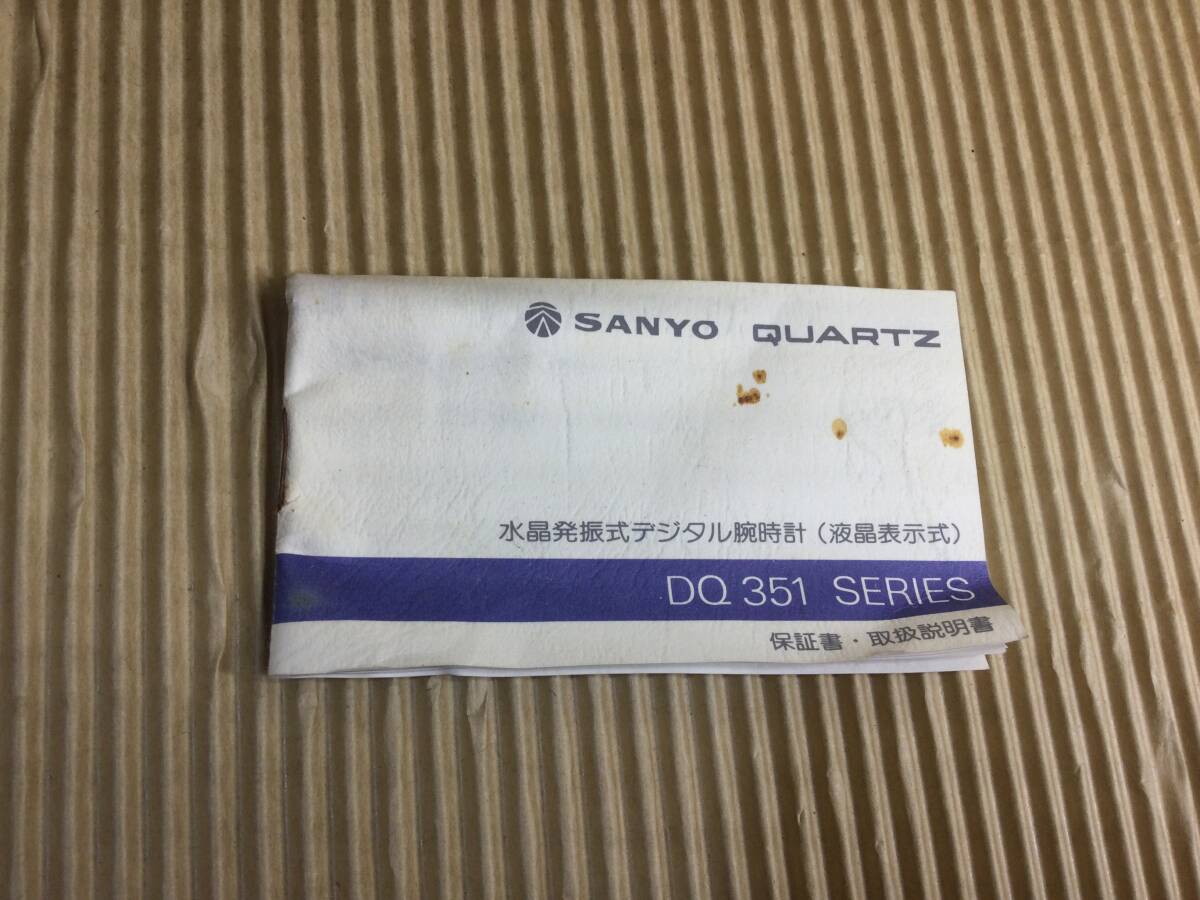 SANYO QUARTZ
水晶発振式デジタル腕時計(液晶表示式)
DQ 351 SERIES
保証書・取扱説明書